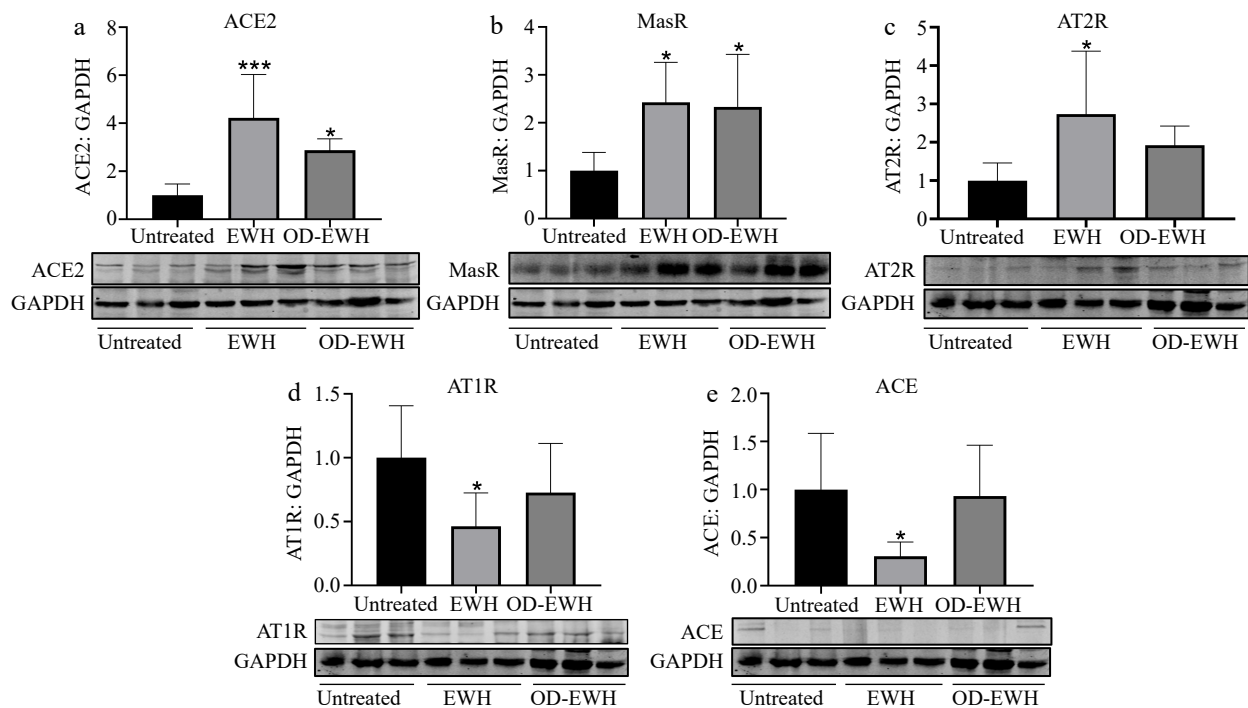 a
ACE2
ACE2: GAPDH
8
6
4
2
0
***
*
Untreated
EWH
OD-EWH
ACE2
GAPDH
Untreated
EWH
OD-EWH
b
MasR
MasR: GAPDH
4
3
2
1
0
*
*
Untreated
EWH
OD-EWH
MasR
GAPDH
Untreated
EWH
OD-EWH
c
AT2R
AT2R: GAPDH
5
4
3
2
1
0
*
Untreated
EWH
OD-EWH
AT2R
GAPDH
Untreated
EWH
OD-EWH
d
AT1R
AT1R: GAPDH
1.5
1.0
0.5
0.0
*
Untreated
EWH
OD-EWH
AT1R
GAPDH
Untreated
EWH
OD-EWH
e
ACE
ACE: GAPDH
2.0
1.5
1.0
0.5
0.0
*
Untreated
EWH
OD-EWH
ACE
GAPDH
Untreated
EWH
OD-EWH